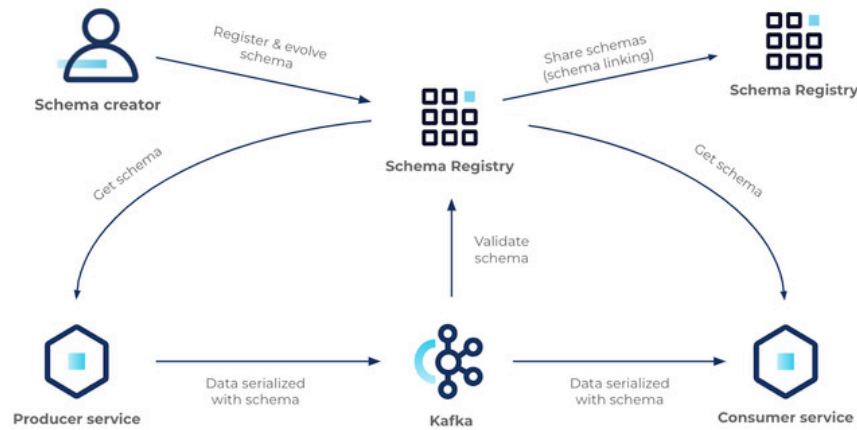 Register & evolve
schema
Share schemas
(schema linking)
Schema creator
Schema Registry
Schema Registry
Get schema
Get schema
Validate
schema
Data serialized
with schema
Data serialized
with schema
Producer service
Kafka
Consumer service